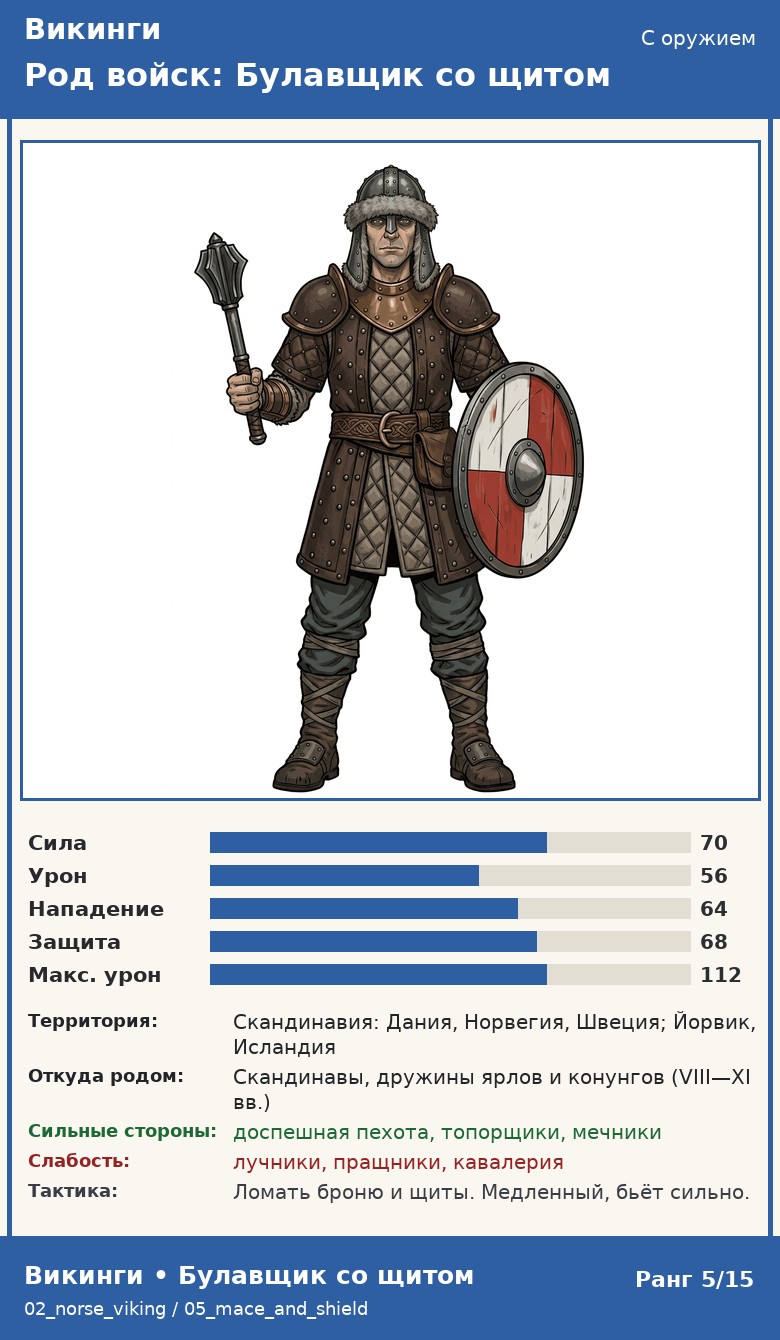 Викинги
С оружием
Род войск: Булавщик со щитом
Сила 70
Урон 56
Нападение 64
Защита 68
Макс. урон 112
Территория: Скандинавия: Дания, Норвегия, Швеция; Йорвик,
Исландия
Откуда родом: Скандинавы, дружины ярлов и конунгов (VIII—XI
вв.)
Сильные стороны: доспешная пехота, топорщики, мечники
Слабость: лучники, пращники, кавалерия
Тактика: Ломать броню и щиты. Медленный, бьёт сильно.
Викинги • Булавщик со щитом
Ранг 5/15
02_norse_viking / 05_mace_and_shield